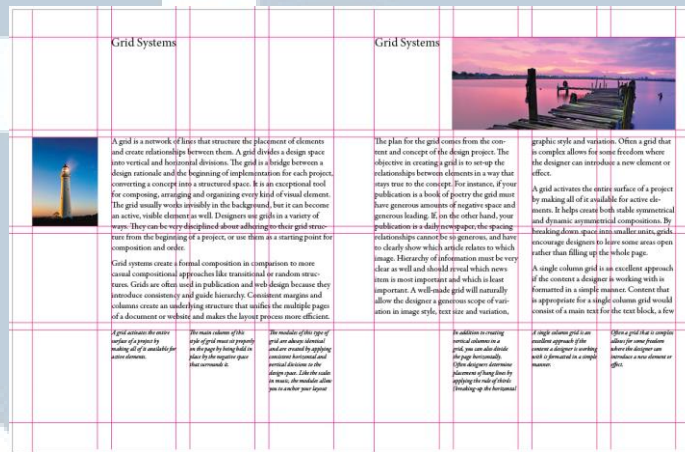 Grid Systems
A grid is a network of lines that structure the placement of elements
and create relationships between them. A grid divides a design space
into vertical and horizontal divisions. The grid is a bridge between a
design rationale and the beginning of implementation for each project,
converting a concept into a structured space. It is an exceptional tool
for composing, arranging and organizing every kind of visual element.
The grid usually works invisibly in the background, but it can become
an active, visible element as well. Designers use grids in a variety of
ways. They can be very disciplined about adhering to their grid struc-
ture from the beginning of a project, or use them as a starting point for
composition and order.
Grid systems create a formal composition in comparison to more
casual compositional approaches like transitional or random struc-
tures. Grids are often used in publication and web design because they
introduce consistency and guide hierarchy. Consistent margins and
columns create an underlying structure that unifies the multiple pages
of a document or website and makes the layout process more efficient.
A grid activates the entire
surface of a project by
making all of it available for
active elements.
The main column of this
style of grid must sit properly
on the page by being held in
place by the negative space
that surrounds it.
The modules of this type of
grid are always identical
and are created by applying
consistent horizontal and
vertical divisions to the
design space. Like the scales
in music, the modules allow
you to anchor your layout
Grid Systems
The plan for the grid comes from the con-
tent and concept of the design project. The
objective in creating a grid is to set-up the
relationships between elements in a way that
stays true to the concept. For instance, if your
publication is a book of poetry the grid must
have generous amounts of negative space and
generous leading. If, on the other hand, your
publication is a daily newspaper, the spacing
relationships cannot be so generous, and have
to clearly show which article relates to which
image. Hierarchy of information must be very
clear as well and should reveal which news
item is most important and which is least
important. A well-made grid will naturally
allow the designer a generous scope of vari-
ation in image style, text size and variation,
graphic style and variation. Often a grid that
is complex allows for some freedom where
the designer can introduce a new element or
effect.
A grid activates the entire surface of a project
by making all of it available for active ele-
ments. It helps create both stable symmetrical
and dynamic asymmetrical compositions. By
breaking down space into smaller units, grids
encourage designers to leave some areas open
rather than filling up the whole page.
A single column grid is an excellent approach
if the content a designer is working with is
formatted in a simple manner. Content that
is appropriate for a single column grid would
consist of a main text for the text block, a few
In addition to creating
vertical columns in a
grid, you can also divide
the page horizontally.
Often designers determine
placement of hang lines by
applying the rule of thirds
(breaking-up the horizontal
A single column grid is an
excellent approach if the
content a designer is working
with is formatted in a simple
manner.
Often a grid that is complex
allows for some freedom
where the designer can
introduce a new element or
effect.